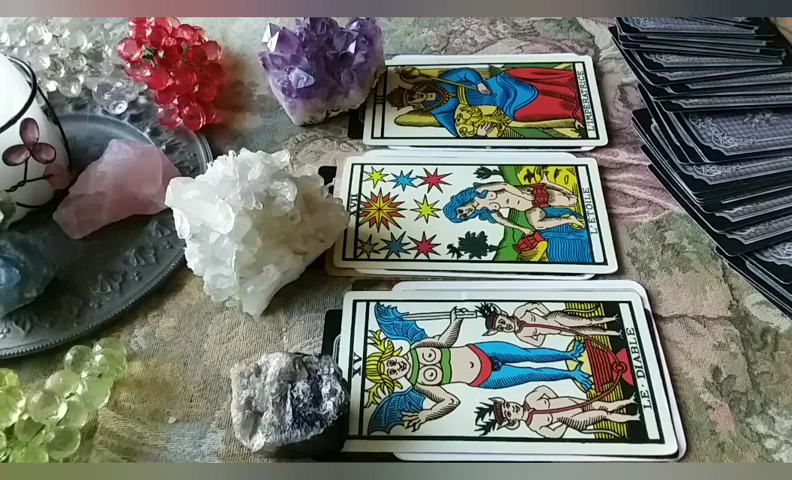 L'IMPERATRICE
XVII
L'ETOILE
XV
LE·DIABLE